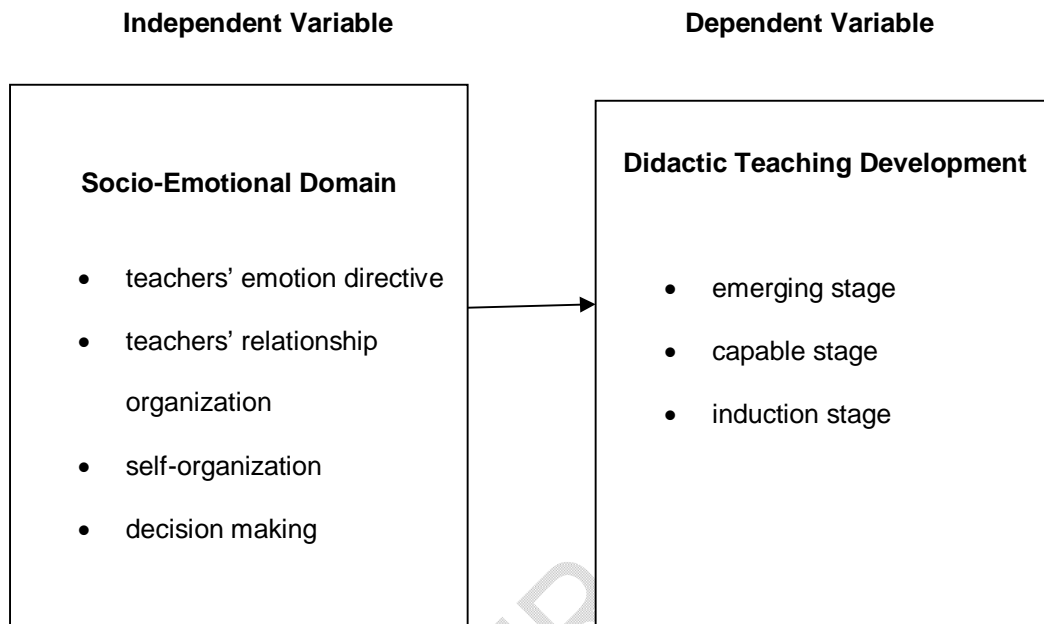 Independent Variable
Dependent Variable
Socio-Emotional Domain
• teachers’ emotion directive
• teachers’ relationship
organization
• self-organization
• decision making
Didactic Teaching Development
• emerging stage
• capable stage
• induction stage